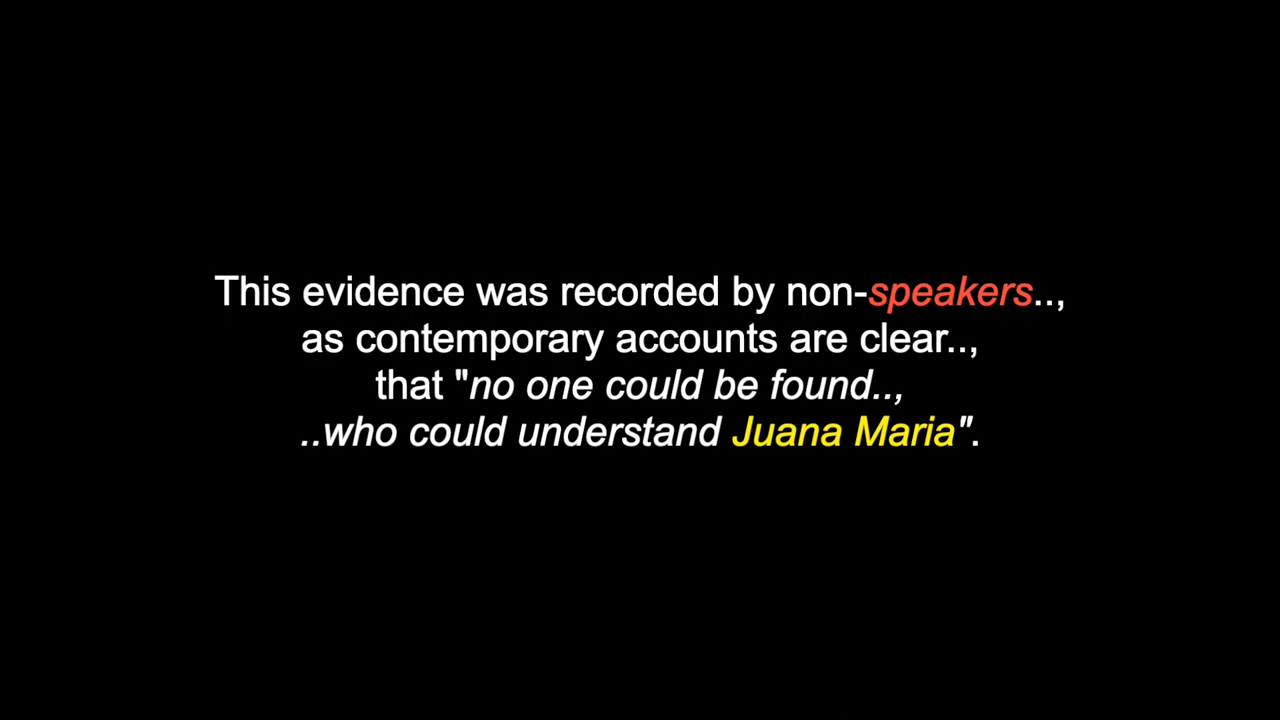 This evidence was recorded by non-speakers..,
as contemporary accounts are clear..,
that "no one could be found..,
..who could understand Juana Maria".